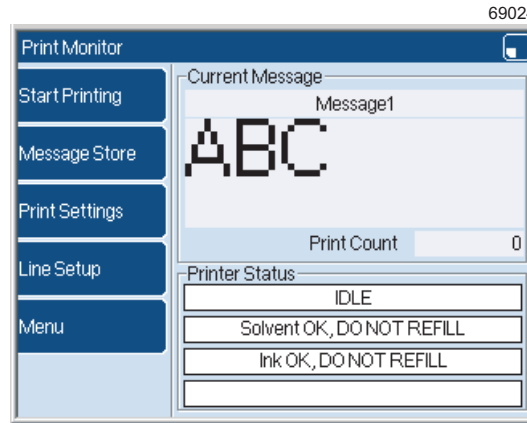 6902
Print Monitor
Start Printing
Message Store
Print Settings
Line Setup
Menu
Current Message
Message1
ABC
Print Count 0
Printer Status
IDLE
Solvent OK, DO NOT REFILL
Ink OK, DO NOT REFILL